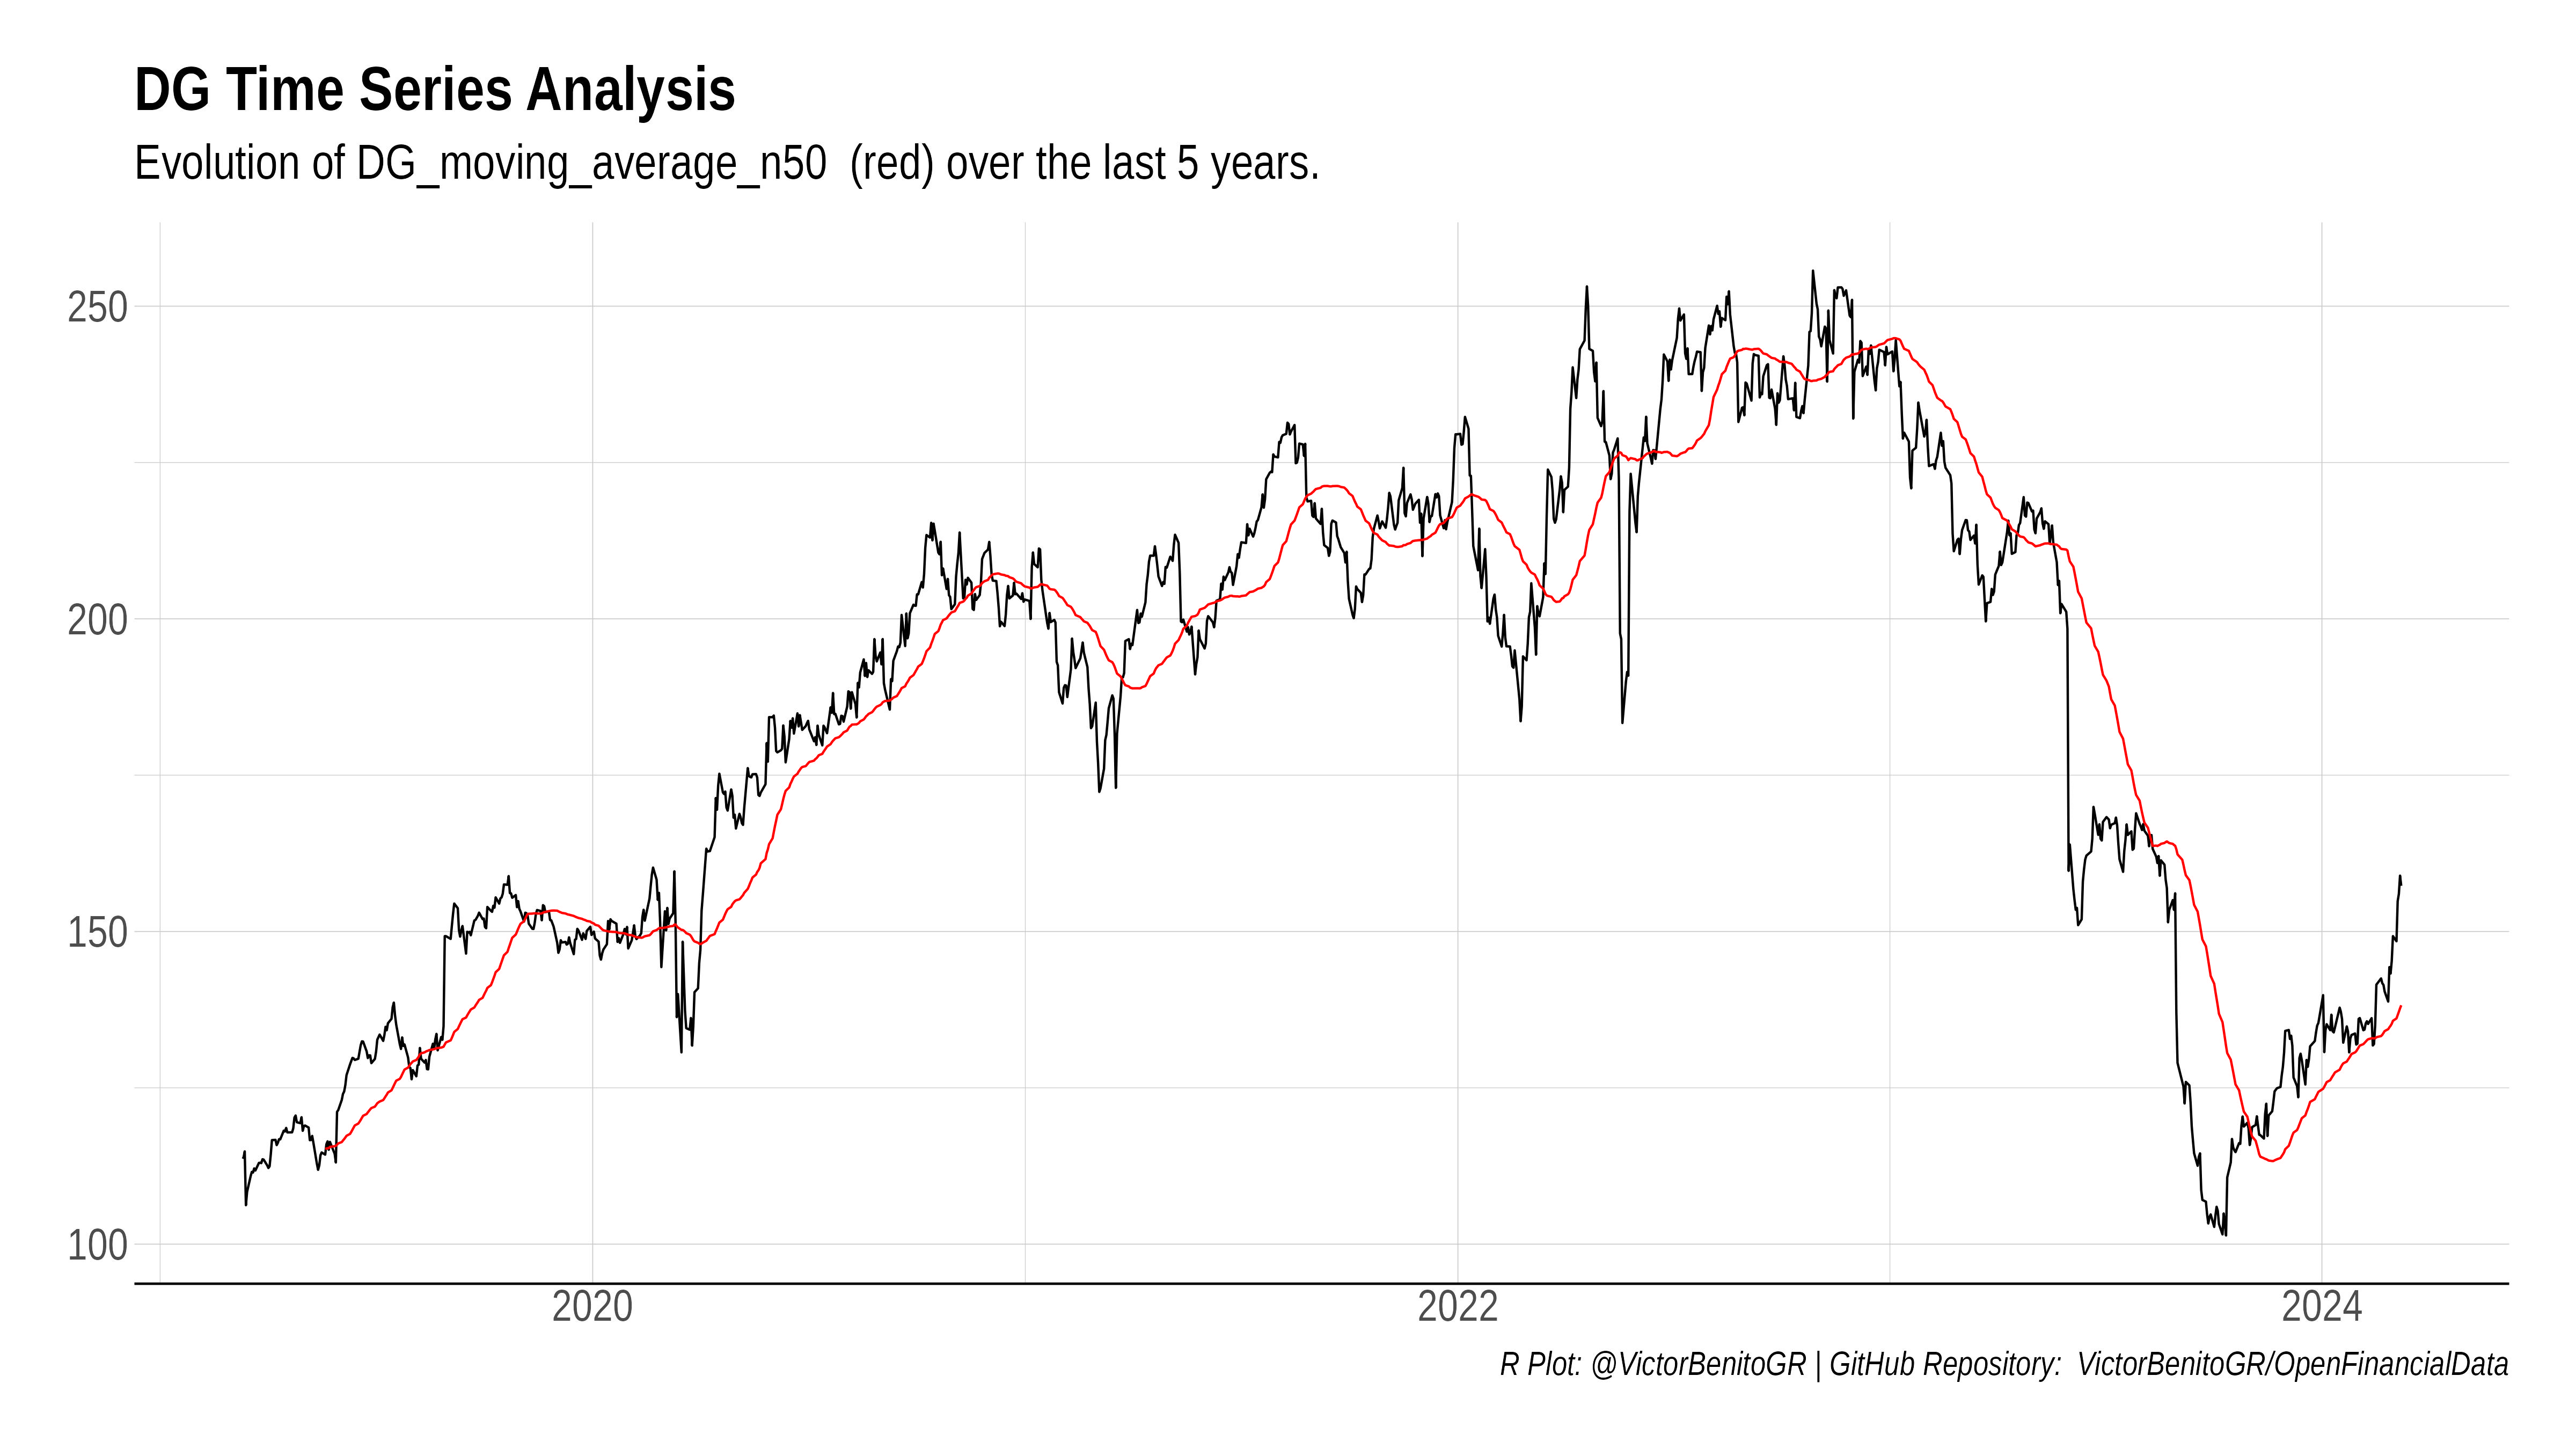 DG Time Series Analysis
Evolution of DG_moving_average_n50  (red) over the last 5 years.
250
200
150
100
2020 2022 2024
R Plot: @VictorBenitoGR | GitHub Repository:  VictorBenitoGR/OpenFinancialData